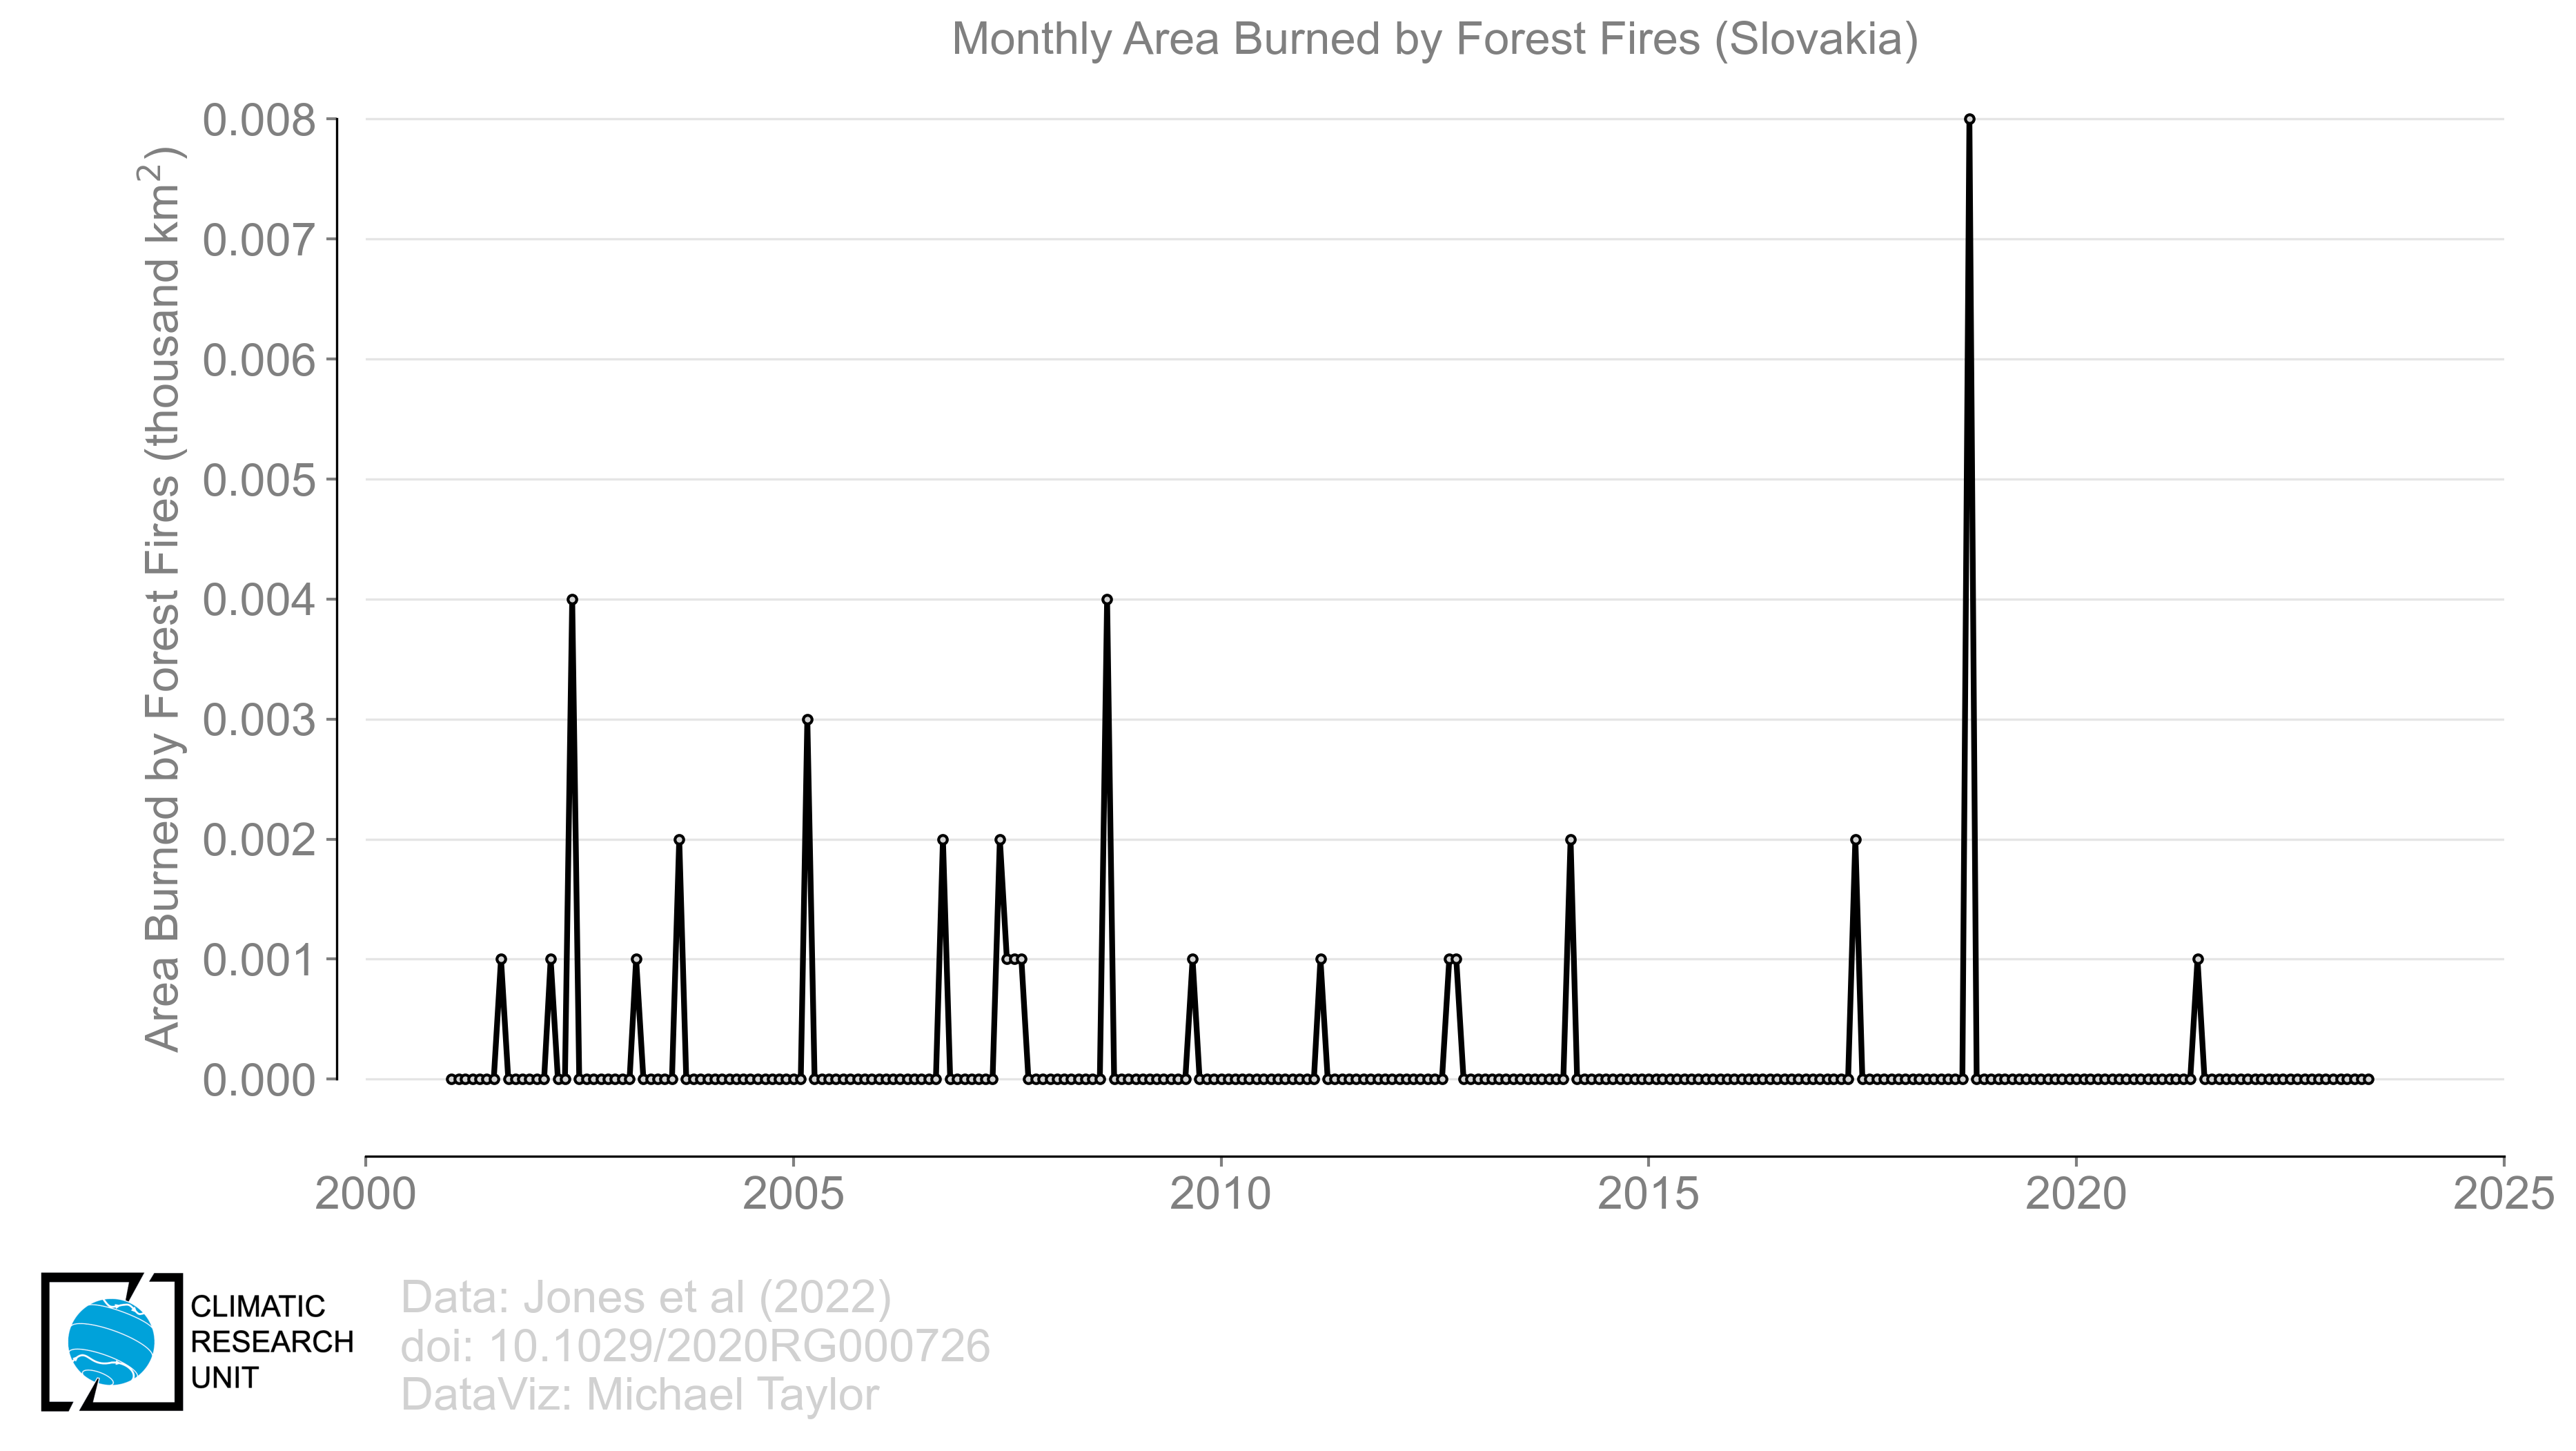 Monthly Area Burned by Forest Fires (Slovakia)
Area Burned by Forest Fires (thousand km²)
0.008
0.007
0.006
0.005
0.004
0.003
0.002
0.001
0.000
2000 2005 2010 2015 2020 2025
CLIMATIC
RESEARCH
UNIT
Data: Jones et al (2022)
doi: 10.1029/2020RG000726
DataViz: Michael Taylor